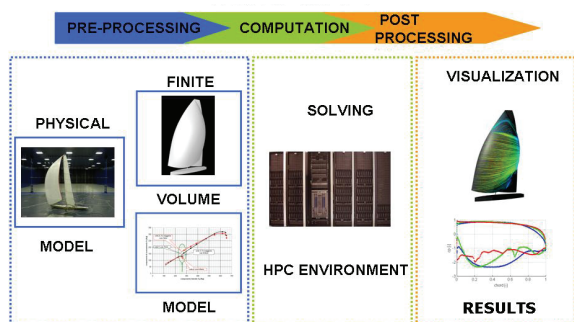 PRE-PROCESSING
COMPUTATION
POST
PROCESSING
PHYSICAL
MODEL
FINITE
VOLUME
MODEL
SOLVING
HPC ENVIRONMENT
VISUALIZATION
RESULTS